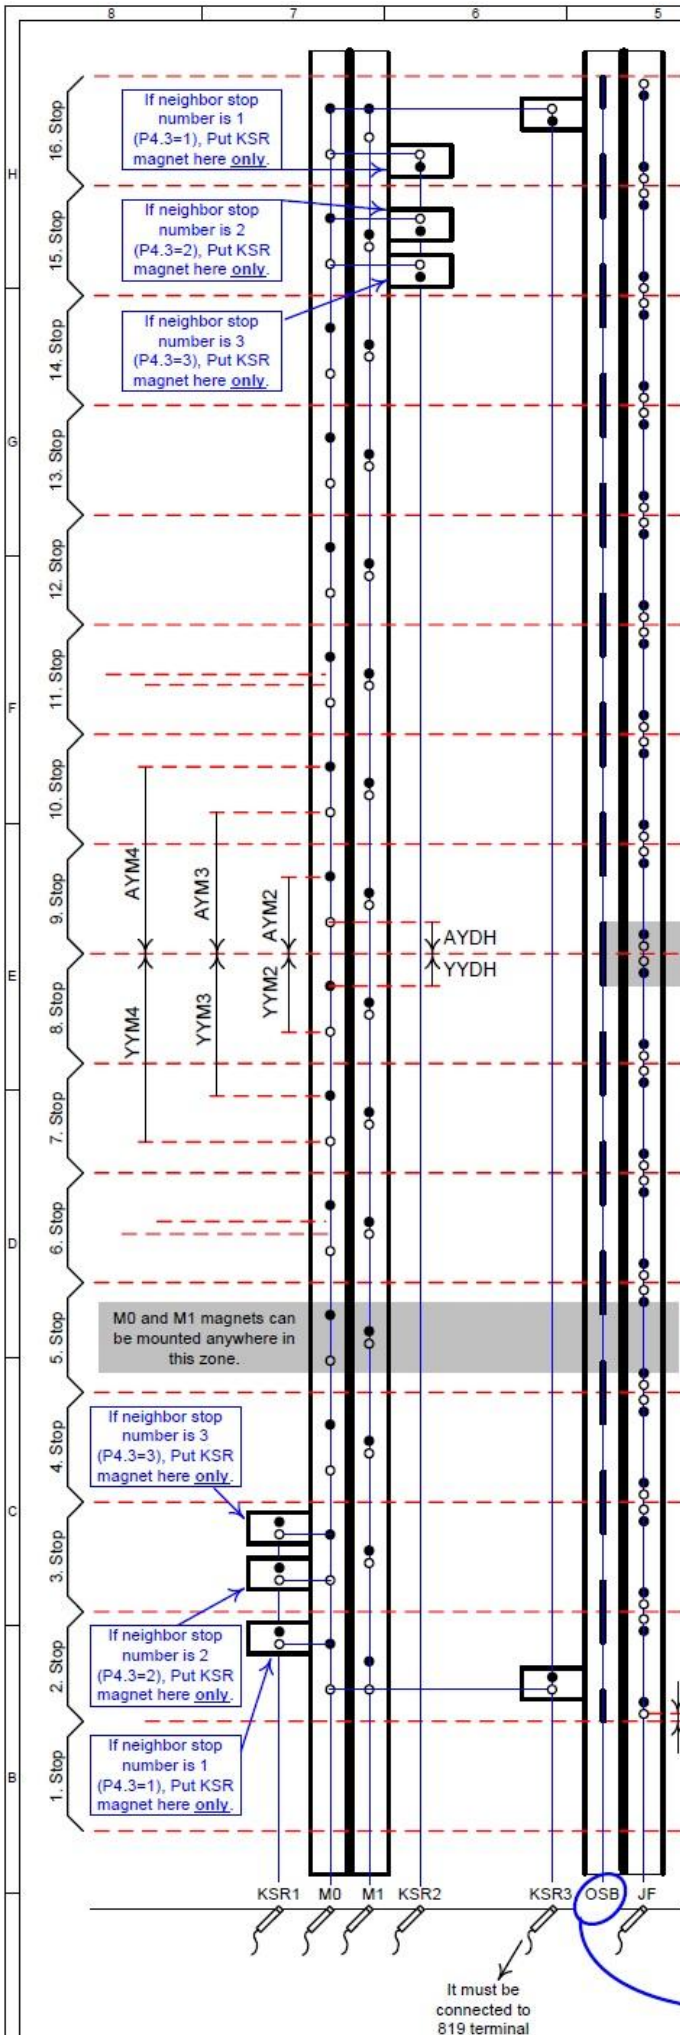 8
7
6
5
H
G
F
E
D
C
B
16. Stop
15. Stop
14. Stop
13. Stop
12. Stop
11. Stop
10. Stop
9. Stop
8. Stop
7. Stop
6. Stop
5. Stop
4. Stop
3. Stop
2. Stop
1. Stop
If neighbor stop
number is 1
(P4.3=1), Put KSR
magnet here only.
If neighbor stop
number is 2
(P4.3=2), Put KSR
magnet here only.
If neighbor stop
number is 3
(P4.3=3), Put KSR
magnet here only.
AYM4
AYM3
AYM2
AYDH
YYDH
YYM4
YYM3
YYM2
M0 and M1 magnets can
be mounted anywhere in
this zone.
If neighbor stop
number is 3
(P4.3=3), Put KSR
magnet here only.
If neighbor stop
number is 2
(P4.3=2), Put KSR
magnet here only.
If neighbor stop
number is 1
(P4.3=1), Put KSR
magnet here only.
KSR1 M0 M1 KSR2 KSR3 OSB JF
It must be
connected to
819 terminal